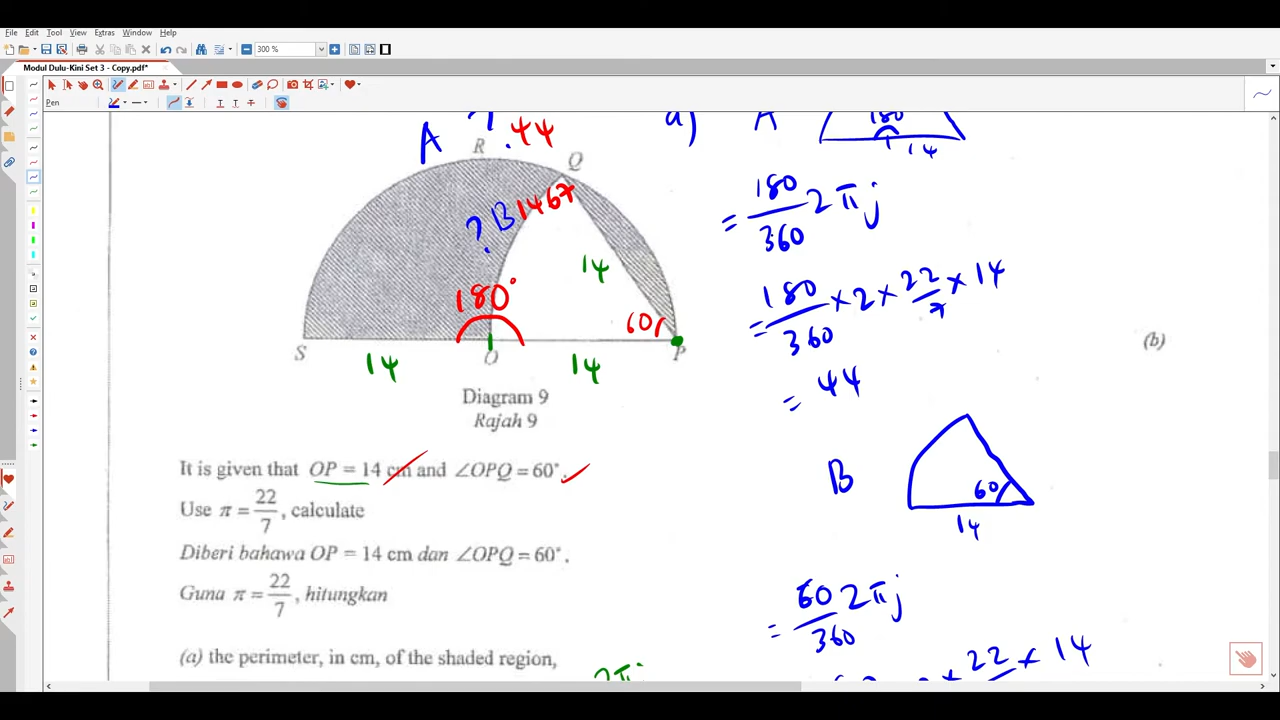 File Edit View Extras Window Help
300 %
Modul Dulu-Kini Set 3 - Copy.pdf*
Pen
A
? 44
R
Q
? B 14 67
14
180°
60
S
O
P
14
14
Diagram 9
Rajah 9
It is given that OP = 14 cm and ∠OPQ = 60°.
Use π = 22/7, calculate
Diberi bahawa OP = 14 cm dan ∠OPQ = 60°.
Guna π = 22/7, hitungkan
(a) the perimeter, in cm, of the shaded region,
2πj
a) A
180
14
= 180/360 2πj
= 180/360 × 2 × 22/7 × 14
= 44
B
60
14
= 60/360 2πj
× 22 × 14
(b)